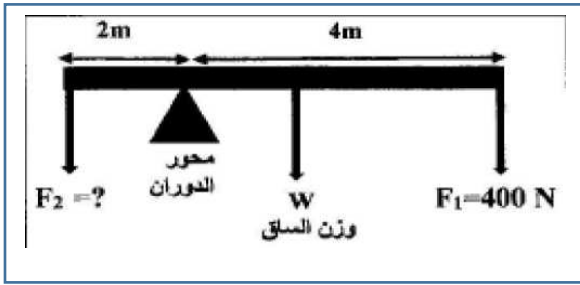 2m 4m
محور
الدوران
F₂ =? W F₁=400 N
وزن الساق